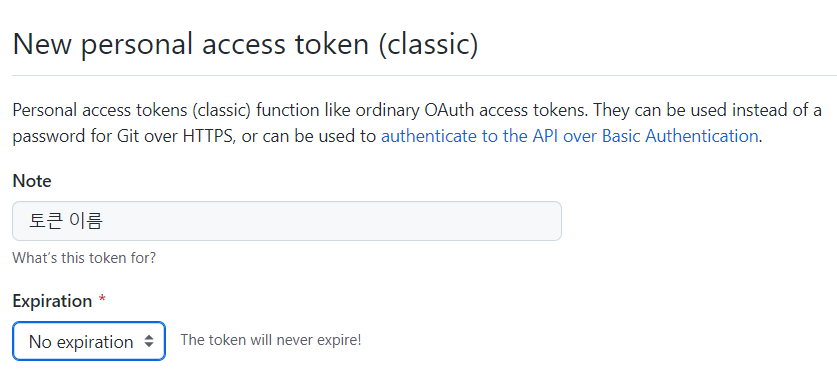 New personal access token (classic)
Personal access tokens (classic) function like ordinary OAuth access tokens. They can be used instead of a
password for Git over HTTPS, or can be used to authenticate to the API over Basic Authentication.
Note
토큰 이름
What's this token for?
Expiration *
No expiration The token will never expire!